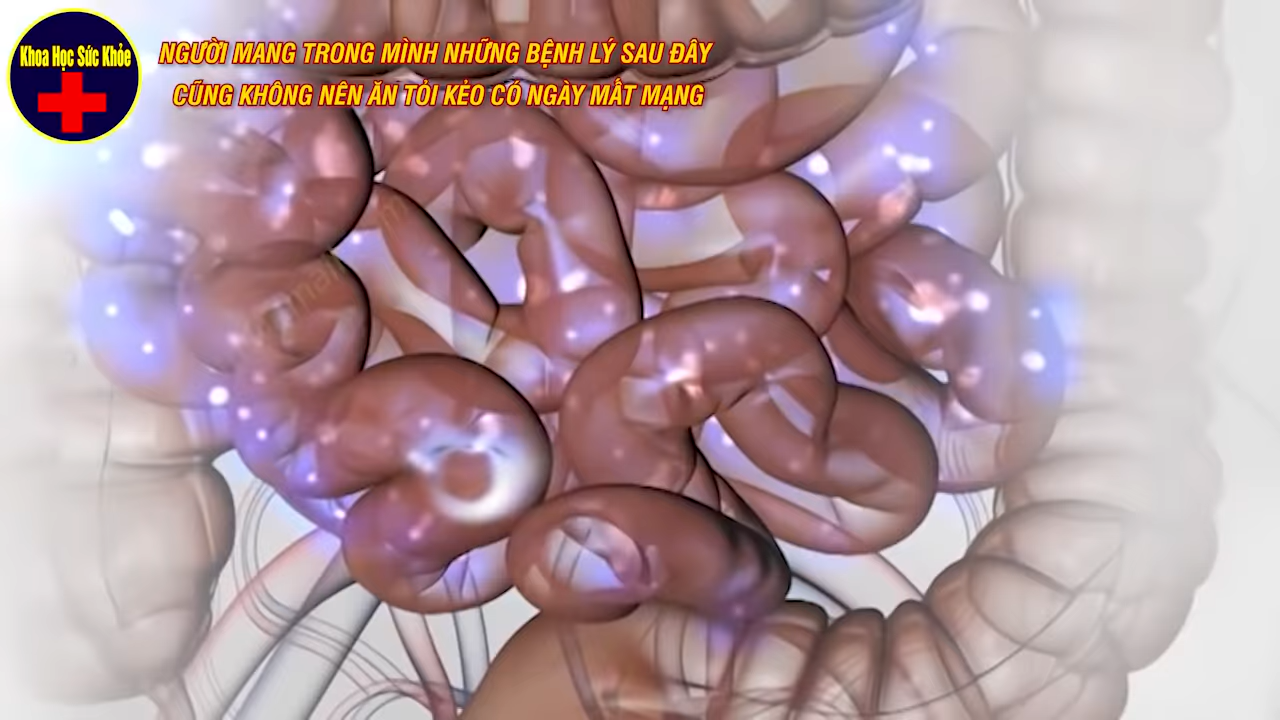 Khoa Học Sức Khỏe
NGƯỜI MANG TRONG MÌNH NHỮNG BỆNH LÝ SAU ĐÂY
CŨNG KHÔNG NÊN ĂN TỎI KẺO CÓ NGÀY MẤT MẠNG